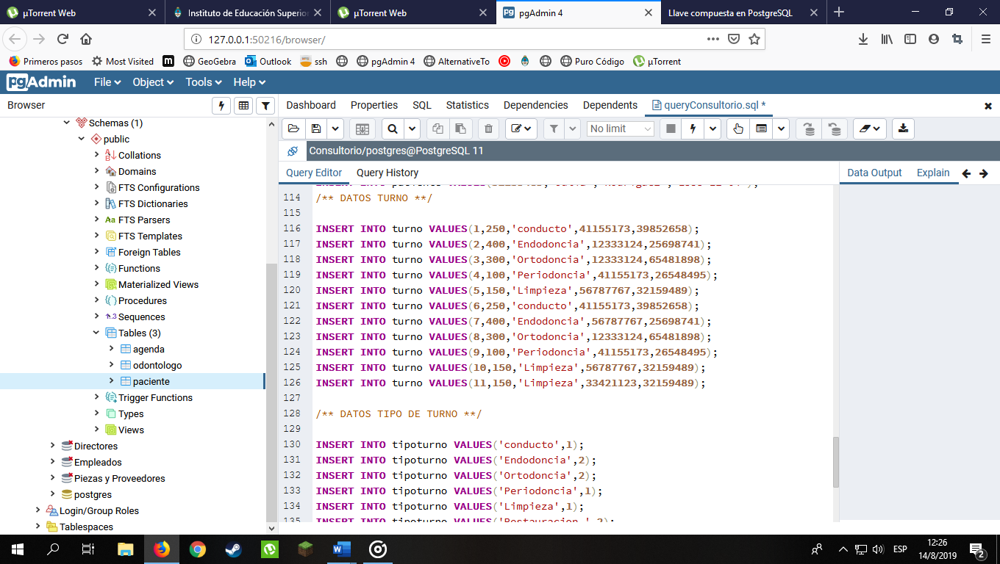 µTorrent Web
Instituto de Educación Superior
µTorrent Web
pgAdmin 4
Llave compuesta en PostgreSQL
127.0.0.1:50216/browser/
Primeros pasos
Most Visited
m
GeoGebra
Outlook
ssh
pgAdmin 4
AlternativeTo
Puro Código
µTorrent
pgAdmin
File
Object
Tools
Help
Browser
Dashboard
Properties
SQL
Statistics
Dependencies
Dependents
queryConsultorio.sql *
No limit
Consultorio/postgres@PostgreSQL 11
Query Editor
Query History
Data Output
Explain
Schemas (1)
public
Collations
Domains
FTS Configurations
FTS Dictionaries
FTS Parsers
FTS Templates
Foreign Tables
Functions
Materialized Views
Procedures
Sequences
Tables (3)
agenda
odontologo
paciente
Trigger Functions
Types
Views
Directores
Empleados
Piezas y Proveedores
postgres
Login/Group Roles
Tablespaces
114 /** DATOS TURNO **/
115
116 INSERT INTO turno VALUES(1,250,'conducto',41155173,39852658);
117 INSERT INTO turno VALUES(2,400,'Endodoncia',12333124,25698741);
118 INSERT INTO turno VALUES(3,300,'Ortodoncia',12333124,65481898);
119 INSERT INTO turno VALUES(4,100,'Periodoncia',41155173,26548495);
120 INSERT INTO turno VALUES(5,150,'Limpieza',56787767,32159489);
121 INSERT INTO turno VALUES(6,250,'conducto',41155173,39852658);
122 INSERT INTO turno VALUES(7,400,'Endodoncia',56787767,25698741);
123 INSERT INTO turno VALUES(8,300,'Ortodoncia',12333124,65481898);
124 INSERT INTO turno VALUES(9,100,'Periodoncia',41155173,26548495);
125 INSERT INTO turno VALUES(10,150,'Limpieza',56787767,32159489);
126 INSERT INTO turno VALUES(11,150,'Limpieza',33421123,32159489);
127
128 /** DATOS TIPO DE TURNO **/
129
130 INSERT INTO tipoturno VALUES('conducto',1);
131 INSERT INTO tipoturno VALUES('Endodoncia',2);
132 INSERT INTO tipoturno VALUES('Ortodoncia',2);
133 INSERT INTO tipoturno VALUES('Periodoncia',1);
134 INSERT INTO tipoturno VALUES('Limpieza',1);
135 INSERT INTO tipoturno VALUES('Restauracion ',2);
ESP
12:26
14/8/2019
2